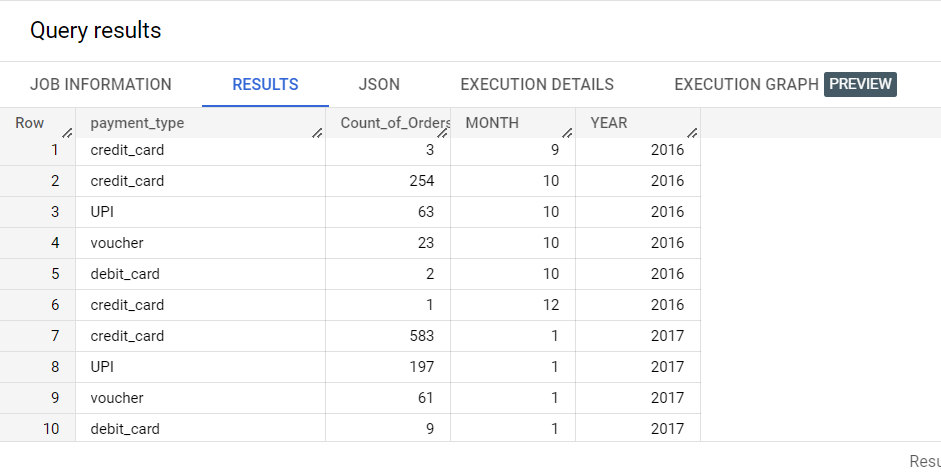 Query results
JOB INFORMATION RESULTS JSON EXECUTION DETAILS EXECUTION GRAPH PREVIEW
Row payment_type Count_of_Orders MONTH YEAR
1 credit_card 3 9 2016
2 credit_card 254 10 2016
3 UPI 63 10 2016
4 voucher 23 10 2016
5 debit_card 2 10 2016
6 credit_card 1 12 2016
7 credit_card 583 1 2017
8 UPI 197 1 2017
9 voucher 61 1 2017
10 debit_card 9 1 2017